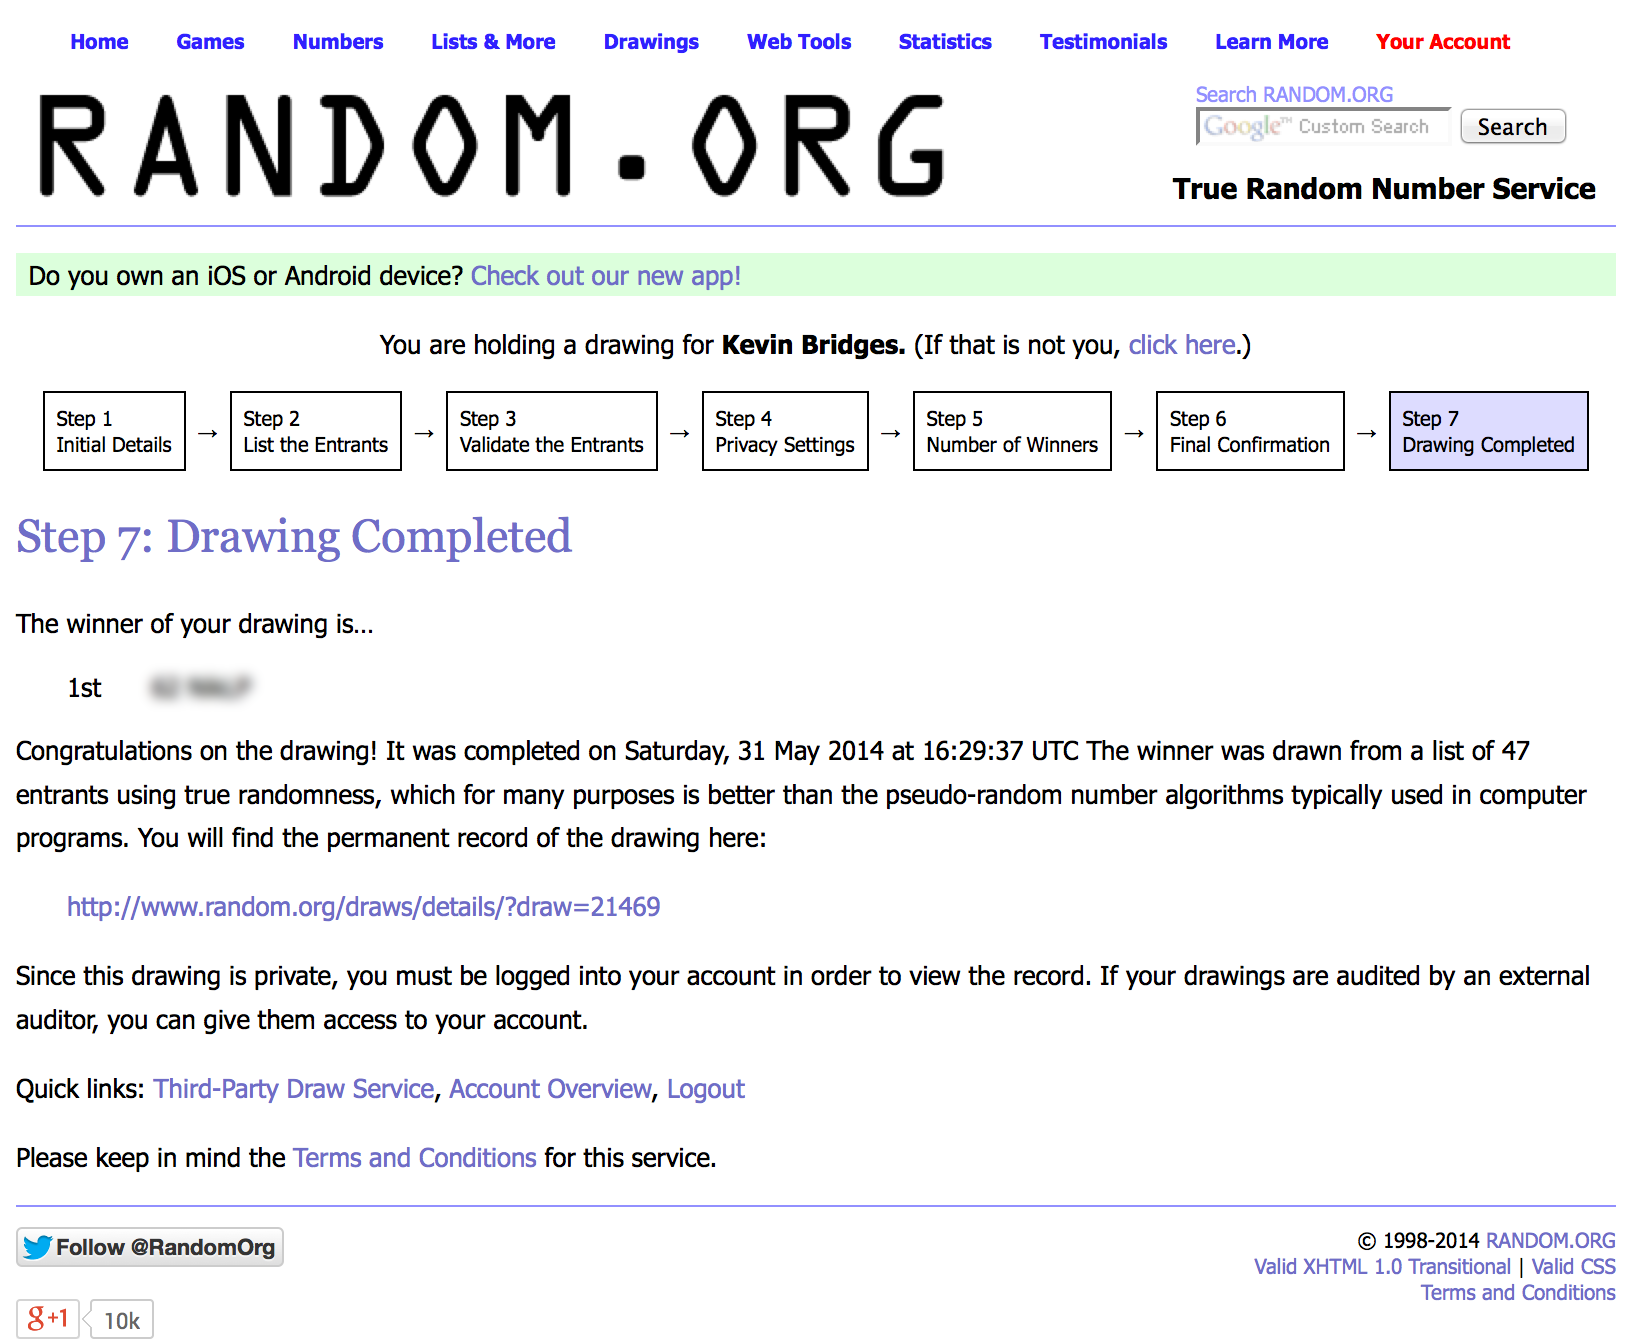 Home Games Numbers Lists & More Drawings Web Tools Statistics Testimonials Learn More Your Account
RANDOM.ORG
Search RANDOM.ORG
Google™ Custom Search Search
True Random Number Service
Do you own an iOS or Android device? Check out our new app!
You are holding a drawing for Kevin Bridges. (If that is not you, click here.)
Step 1
Initial Details
→
Step 2
List the Entrants
→
Step 3
Validate the Entrants
→
Step 4
Privacy Settings
→
Step 5
Number of Winners
→
Step 6
Final Confirmation
→
Step 7
Drawing Completed
Step 7: Drawing Completed
The winner of your drawing is...
1st
Congratulations on the drawing! It was completed on Saturday, 31 May 2014 at 16:29:37 UTC The winner was drawn from a list of 47
entrants using true randomness, which for many purposes is better than the pseudo-random number algorithms typically used in computer
programs. You will find the permanent record of the drawing here:
http://www.random.org/draws/details/?draw=21469
Since this drawing is private, you must be logged into your account in order to view the record. If your drawings are audited by an external
auditor, you can give them access to your account.
Quick links: Third-Party Draw Service, Account Overview, Logout
Please keep in mind the Terms and Conditions for this service.
Follow @RandomOrg
g+1 10k
© 1998-2014 RANDOM.ORG
Valid XHTML 1.0 Transitional | Valid CSS
Terms and Conditions